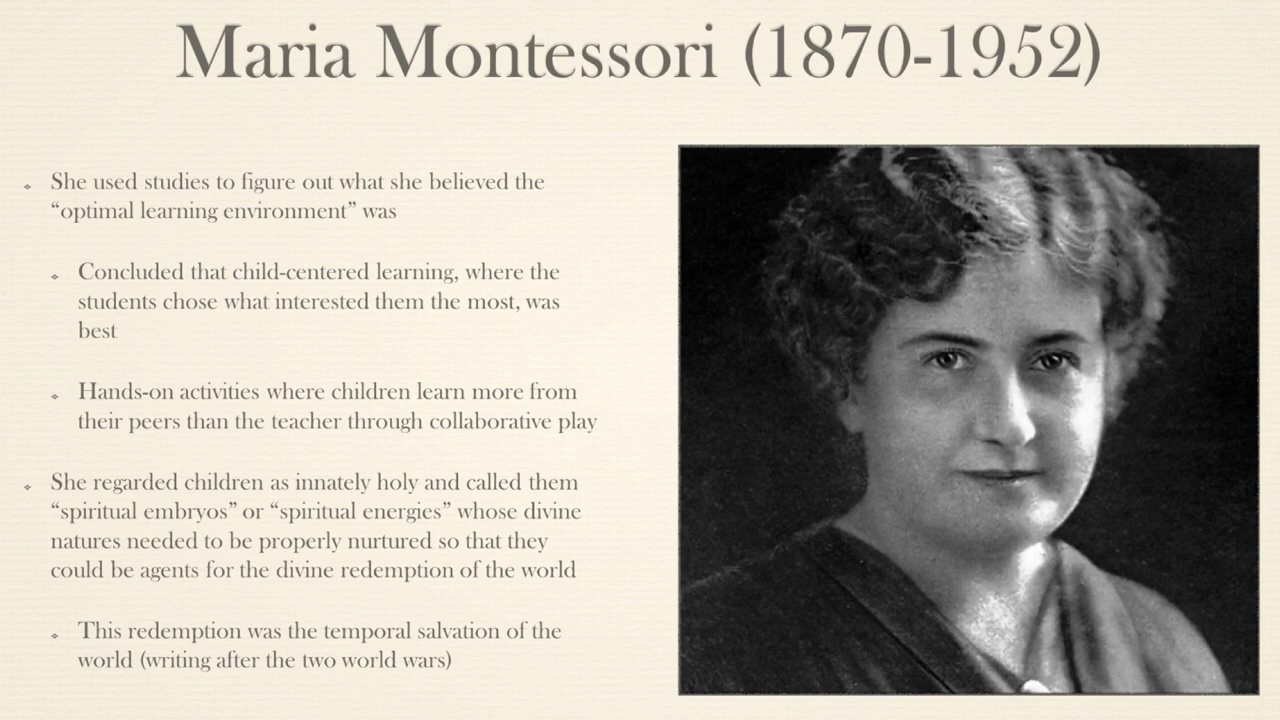 Maria Montessori (1870-1952)
She used studies to figure out what she believed the
“optimal learning environment” was
Concluded that child-centered learning, where the
students chose what interested them the most, was
best
Hands-on activities where children learn more from
their peers than the teacher through collaborative play
She regarded children as innately holy and called them
“spiritual embryos” or “spiritual energies” whose divine
natures needed to be properly nurtured so that they
could be agents for the divine redemption of the world
This redemption was the temporal salvation of the
world (writing after the two world wars)